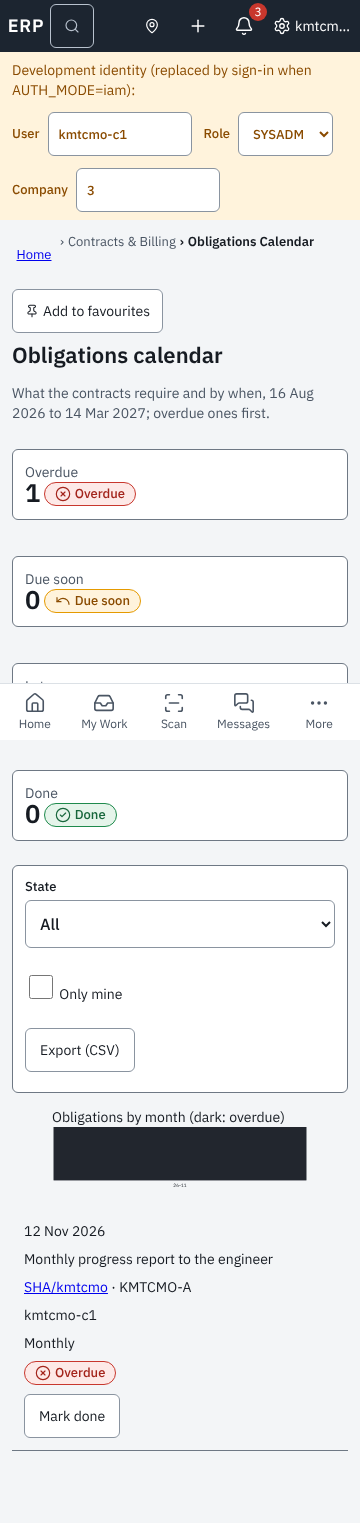 ERP
3
kmtcm...
Development identity (replaced by sign-in when
AUTH_MODE=iam):
User kmtcmo-c1 Role SYSADM
Company 3
Home › Contracts & Billing › Obligations Calendar
Add to favourites
Obligations calendar
What the contracts require and by when, 16 Aug
2026 to 14 Mar 2027; overdue ones first.
Overdue
1 Overdue
Due soon
0 Due soon
Home My Work Scan Messages More
Done
0 Done
State
All
Only mine
Export (CSV)
Obligations by month (dark: overdue)
26-11
12 Nov 2026
Monthly progress report to the engineer
SHA/kmtcmo · KMTCMO-A
kmtcmo-c1
Monthly
Overdue
Mark done